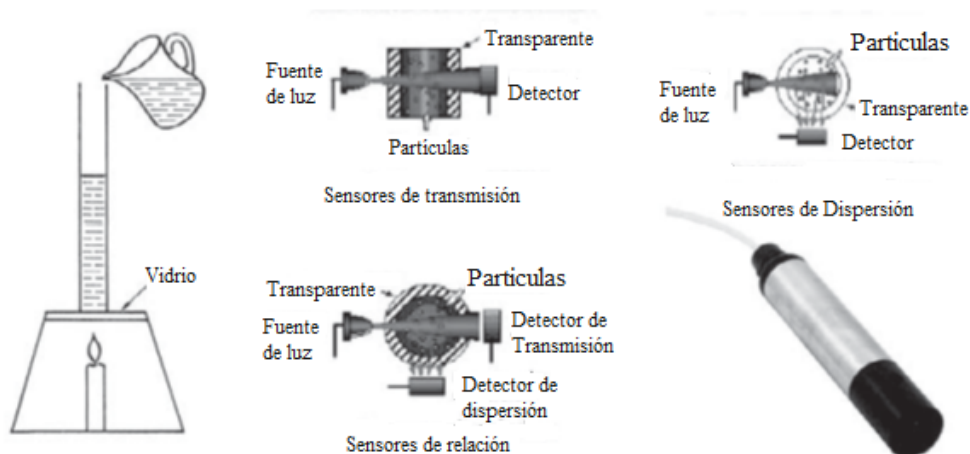 Vidrio
Transparente
Fuente
de luz
Detector
Particulas
Sensores de transmisión
Particulas
Fuente
de luz
Transparente
Detector
Sensores de Dispersión
Particulas
Transparente
Fuente
de luz
Detector de
Transmisión
Detector de
dispersión
Sensores de relación